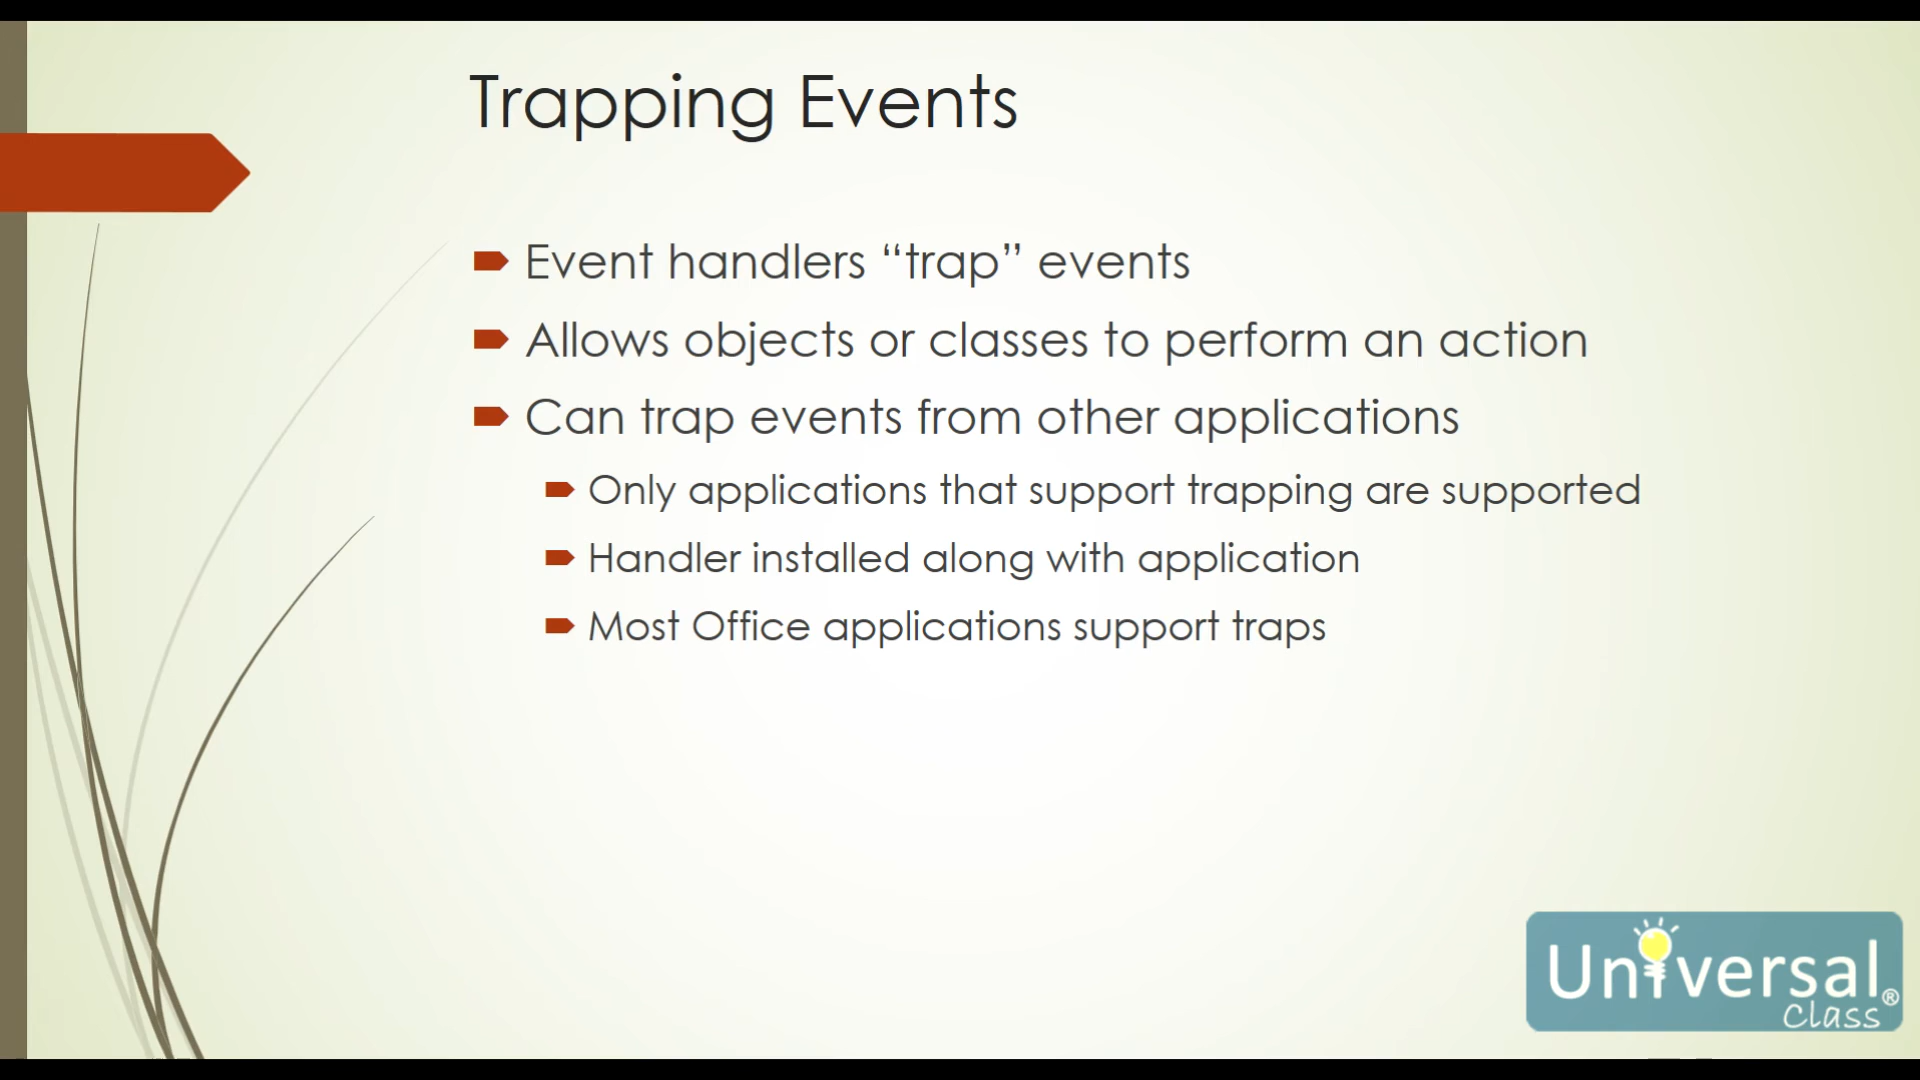 Trapping Events
Event handlers “trap” events
Allows objects or classes to perform an action
Can trap events from other applications
Only applications that support trapping are supported
Handler installed along with application
Most Office applications support traps
Universal®
Class